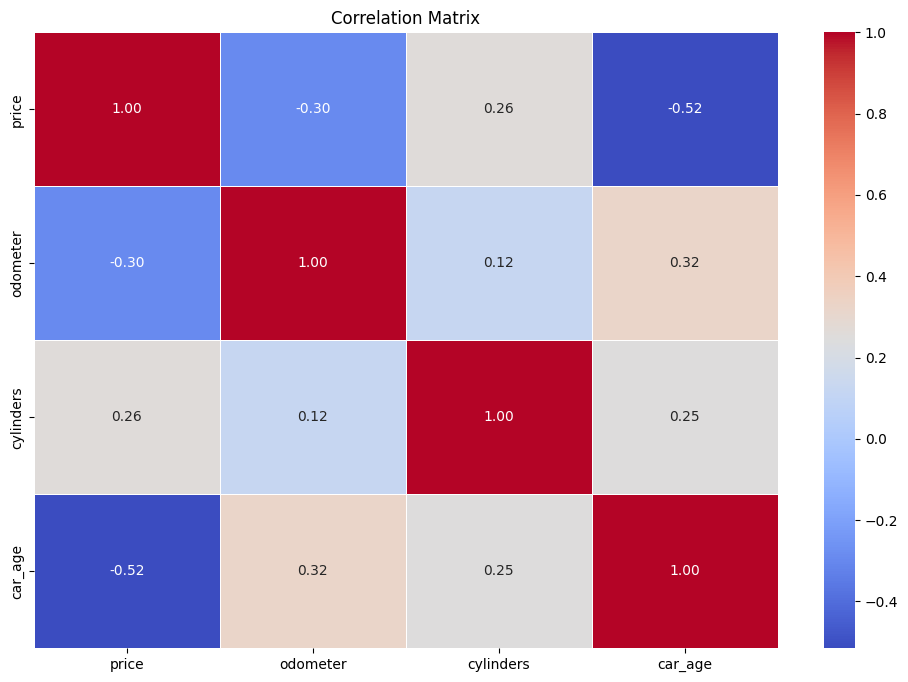 Correlation Matrix
price
1.00
-0.30
0.26
-0.52
odometer
-0.30
1.00
0.12
0.32
cylinders
0.26
0.12
1.00
0.25
car_age
-0.52
0.32
0.25
1.00
price
odometer
cylinders
car_age
1.0
0.8
0.6
0.4
0.2
0.0
−0.2
−0.4